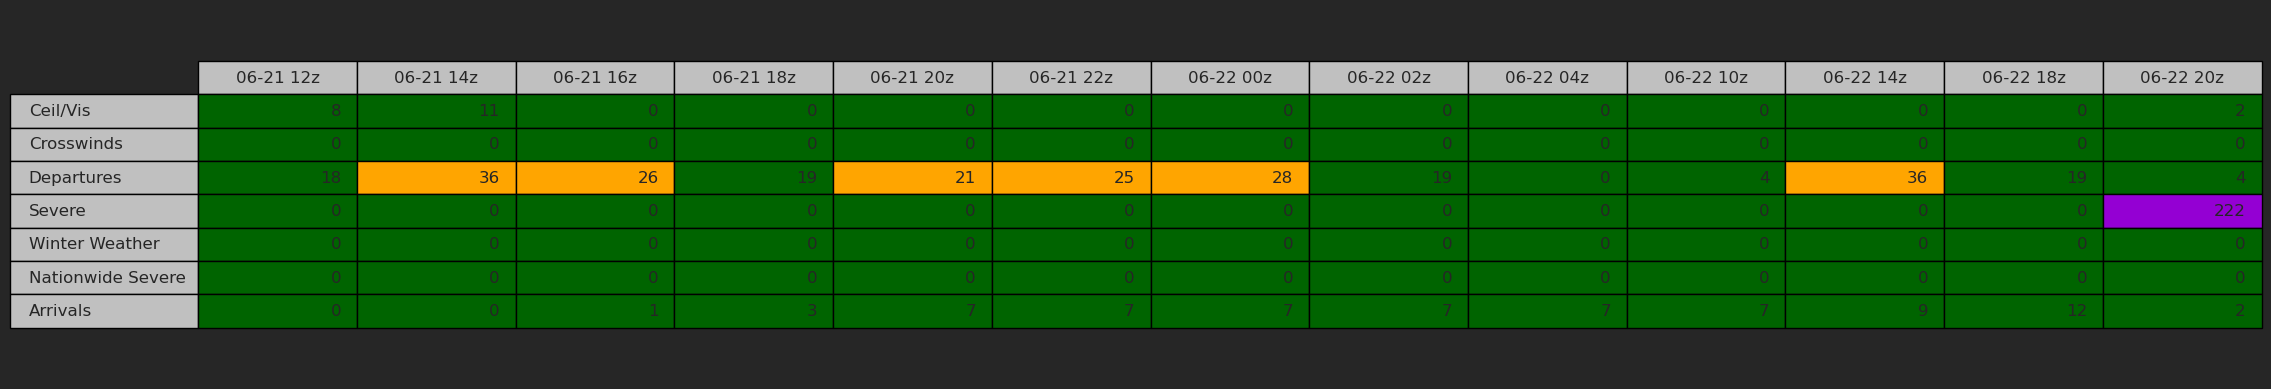 06-21 12z 06-21 14z 06-21 16z 06-21 18z 06-21 20z 06-21 22z 06-22 00z 06-22 02z 06-22 04z 06-22 10z 06-22 14z 06-22 18z 06-22 20z
Ceil/Vis 8 11 0 0 0 0 0 0 0 0 0 0 2
Crosswinds 0 0 0 0 0 0 0 0 0 0 0 0 0
Departures 18 36 26 19 21 25 28 19 0 4 36 19 4
Severe 0 0 0 0 0 0 0 0 0 0 0 0 222
Winter Weather 0 0 0 0 0 0 0 0 0 0 0 0 0
Nationwide Severe 0 0 0 0 0 0 0 0 0 0 0 0 0
Arrivals 0 0 1 3 7 7 7 7 7 7 9 12 2